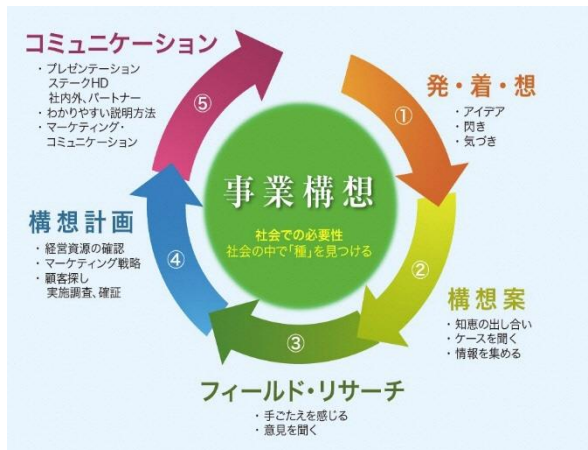 事業構想
社会での必要性
社会の中で「種」を見つける
①
発・着・想
・アイデア
・閃き
・気づき
②
構想案
・知恵の出し合い
・ケースを聞く
・情報を集める
③
フィールド・リサーチ
・手ごたえを感じる
・意見を聞く
④
構想計画
・経営資源の確認
・マーケティング戦略
・顧客探し
実施調査、確証
⑤
コミュニケーション
・プレゼンテーション
ステークHD
社内外、パートナー
・わかりやすい説明方法
・マーケティング・
コミュニケーション